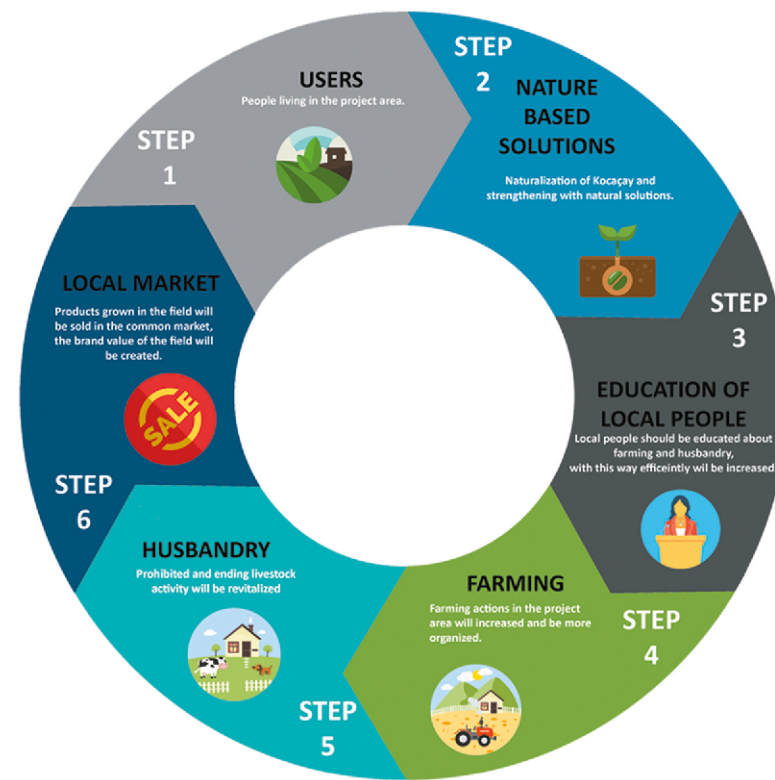 STEP
1
USERS
People living in the project area.
STEP
2
NATURE
BASED
SOLUTIONS
Naturalization of Kocaçay and
strengthening with natural solutions.
STEP
3
EDUCATION OF
LOCAL PEOPLE
Local people should be educated about
farming and husbandry,
with this way efficeintly wil be increased
STEP
4
FARMING
Farming actions in the project
area will increased and be more
organized.
STEP
5
HUSBANDRY
Prohibited and ending livestock
activity will be revitalized
STEP
6
LOCAL MARKET
Products grown in the field will
be sold in the common market,
the brand value of the field will
be created.
SALE